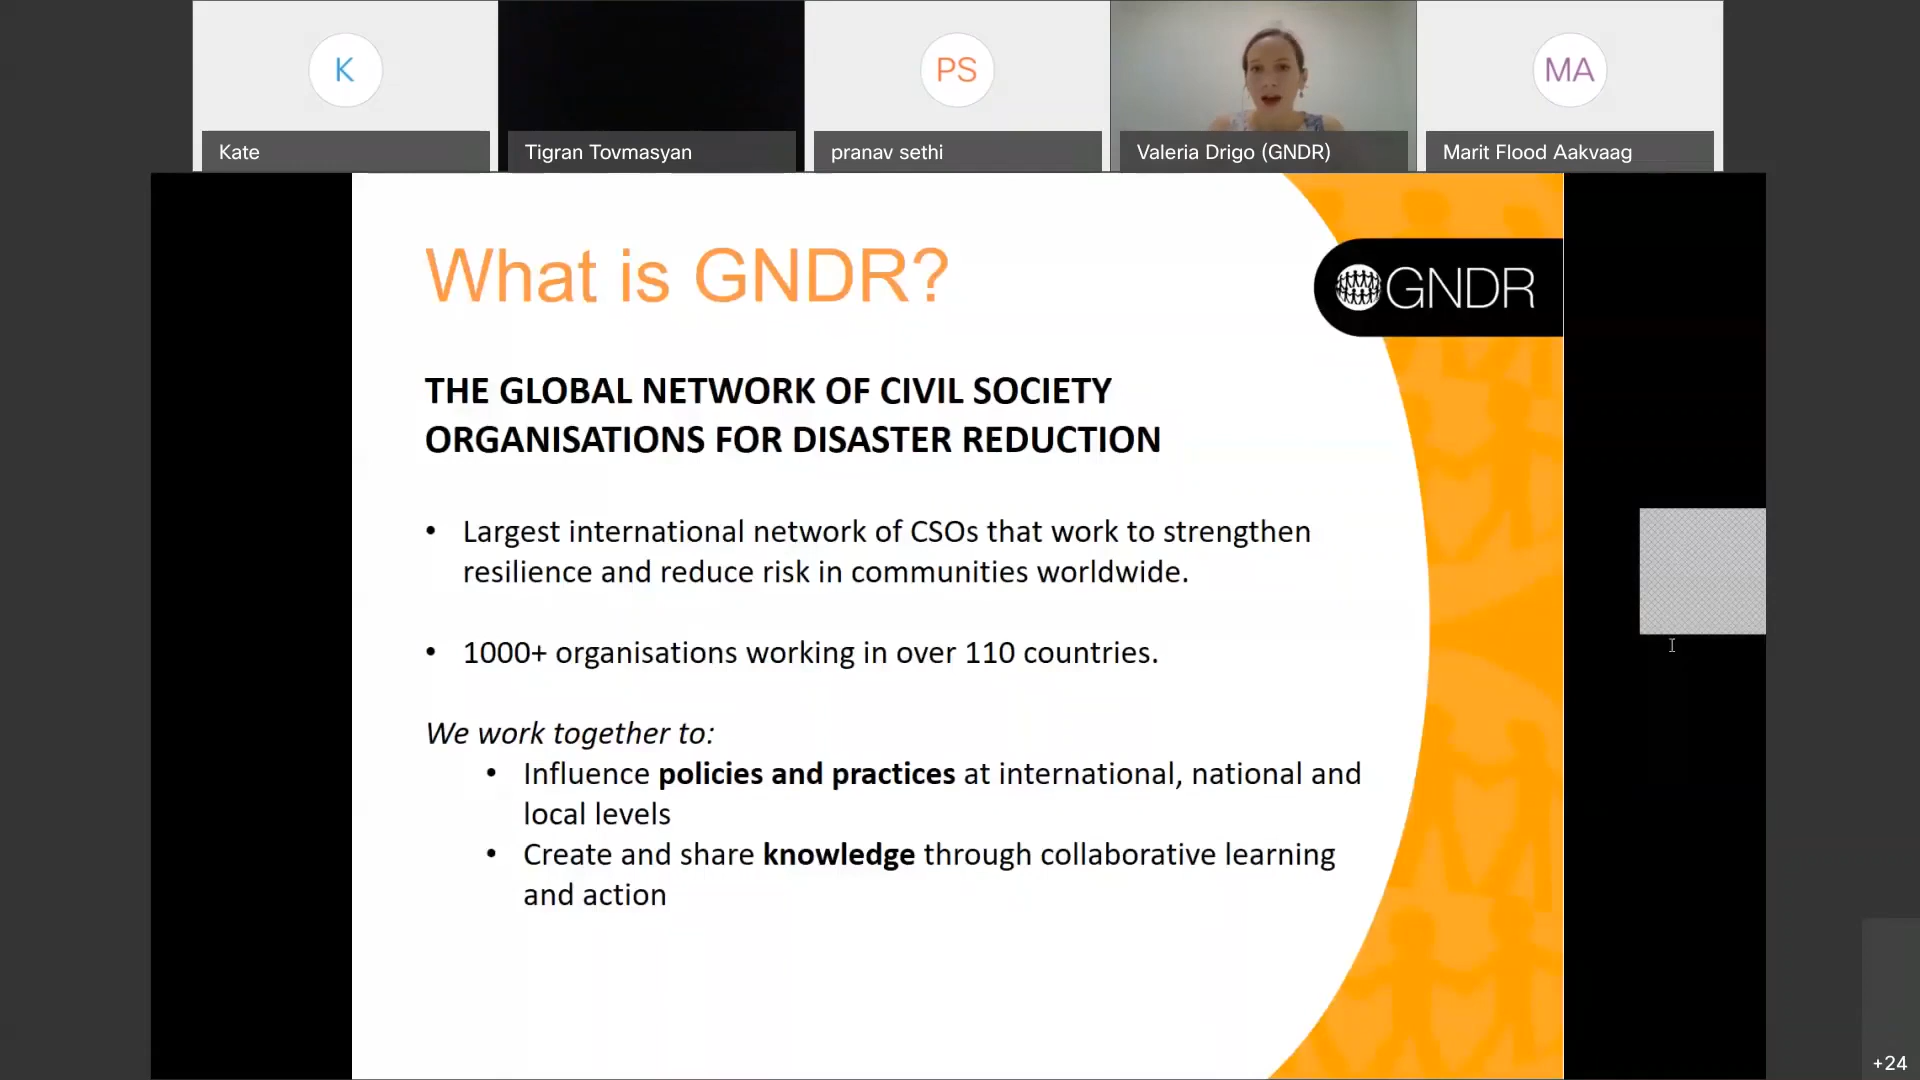 K
PS
MA
Kate
Tigran Tovmasyan
pranav sethi
Valeria Drigo (GNDR)
Marit Flood Aakvaag
What is GNDR?
GNDR
THE GLOBAL NETWORK OF CIVIL SOCIETY
ORGANISATIONS FOR DISASTER REDUCTION
• Largest international network of CSOs that work to strengthen
resilience and reduce risk in communities worldwide.
• 1000+ organisations working in over 110 countries.
We work together to:
• Influence policies and practices at international, national and
local levels
• Create and share knowledge through collaborative learning
and action
+24